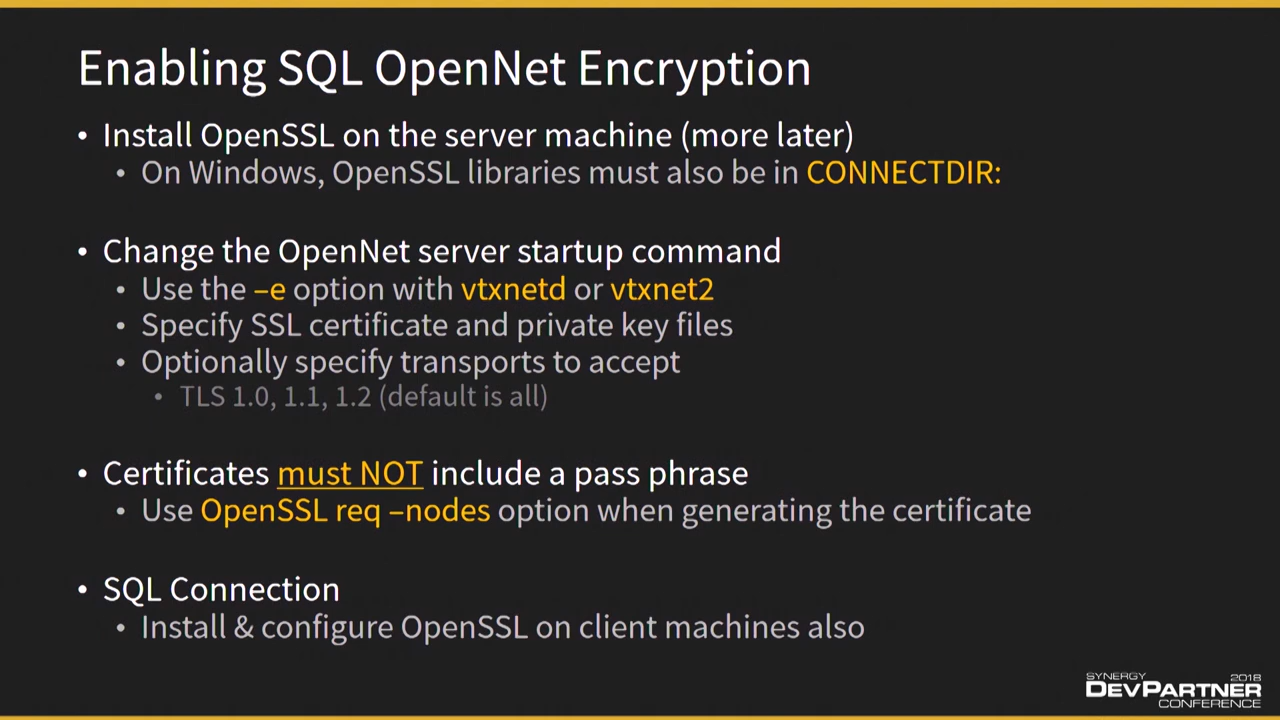 Enabling SQL OpenNet Encryption
• Install OpenSSL on the server machine (more later)
• On Windows, OpenSSL libraries must also be in CONNECTDIR:
• Change the OpenNet server startup command
• Use the –e option with vtxnetd or vtxnet2
• Specify SSL certificate and private key files
• Optionally specify transports to accept
• TLS 1.0, 1.1, 1.2 (default is all)
• Certificates must NOT include a pass phrase
• Use OpenSSL req –nodes option when generating the certificate
• SQL Connection
• Install & configure OpenSSL on client machines also
SYNERGY 2018
DEVPARTNER
CONFERENCE